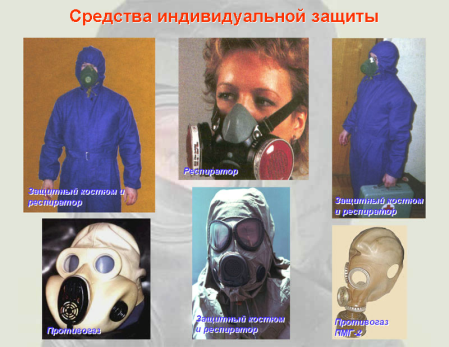 Средства индивидуальной защиты
Защитный костюм и
респиратор
Респиратор
Защитный костюм
и респиратор
Противогаз
Защитный костюм
и респиратор
Противогаз
ПМГ-2